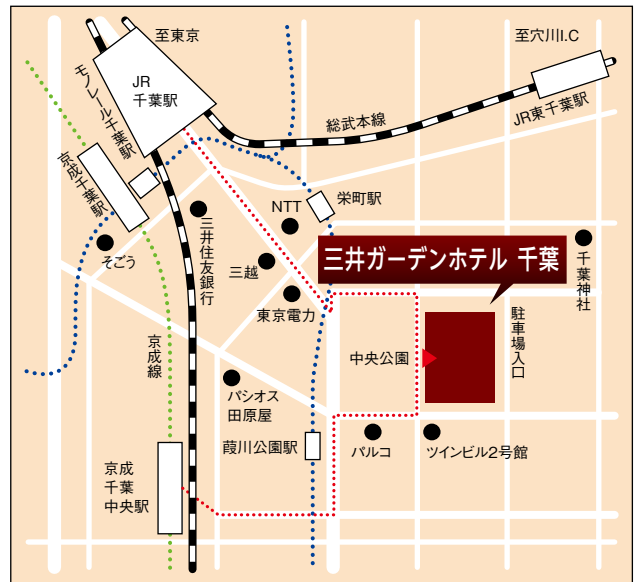 至東京
至穴川I.C
JR
千葉駅
モノレール千葉駅
JR東千葉駅
総武本線
京成千葉駅
栄町駅
NTT
三井住友銀行
そごう
三越
三井ガーデンホテル 千葉
千葉神社
東京電力
駐車場入口
京成線
中央公園
パシオス
田原屋
葭川公園駅
パルコ
ツインビル2号館
京成
千葉
中央駅